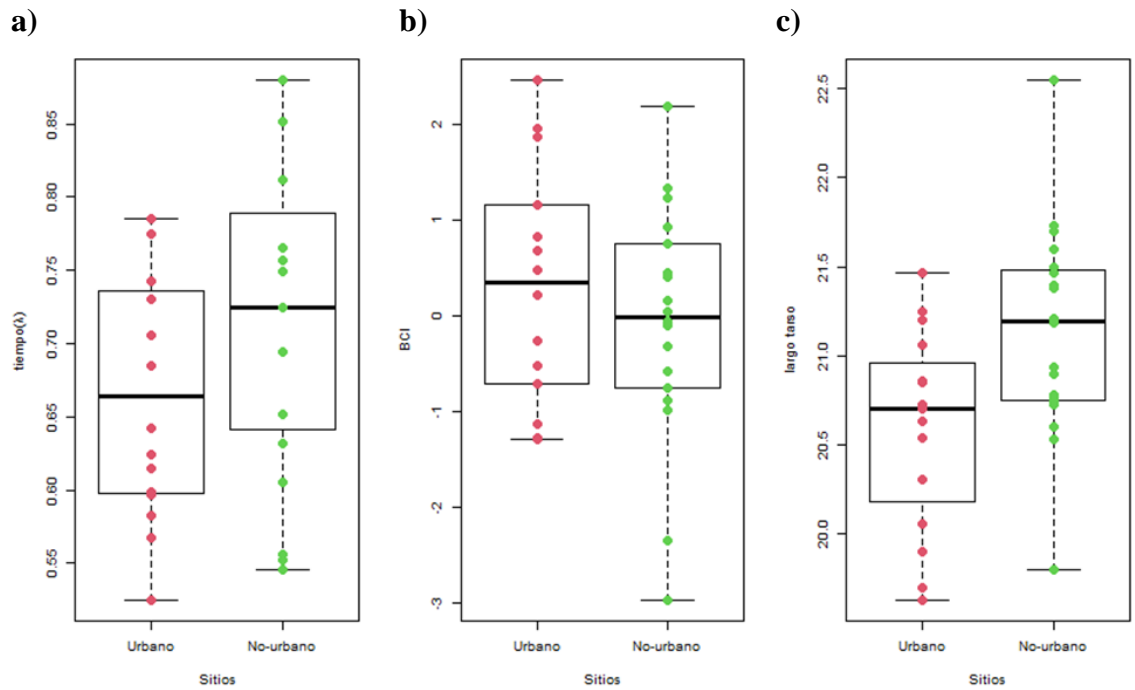 a)
b)
c)
tiempo(λ)
0.85
0.80
0.75
0.70
0.65
0.60
0.55
Urbano No-urbano
Sitios
BCI
2
1
0
-1
-2
-3
Urbano No-urbano
Sitios
largo tarso
22.5
22.0
21.5
21.0
20.5
20.0
Urbano No-urbano
Sitios